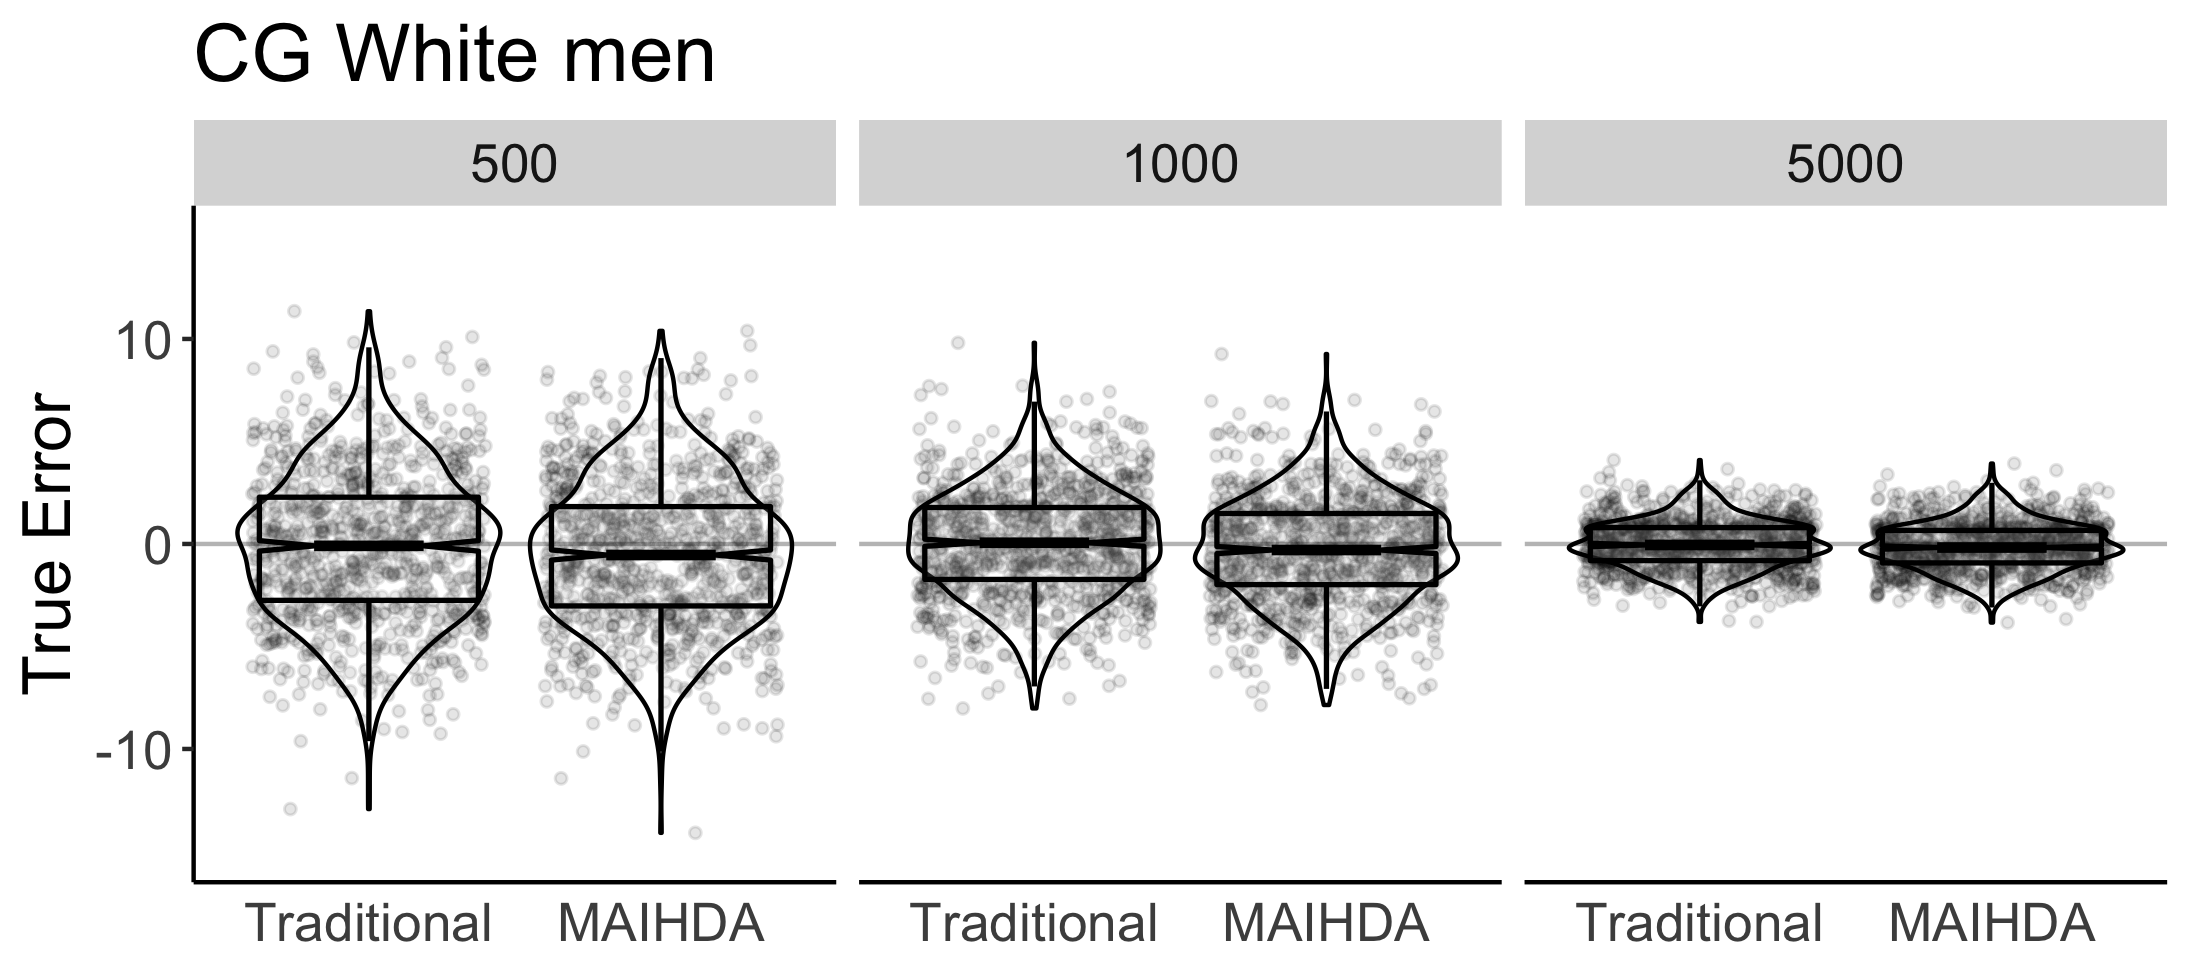 CG White men
500 1000 5000
True Error
10
0
-10
Traditional MAIHDA Traditional MAIHDA Traditional MAIHDA